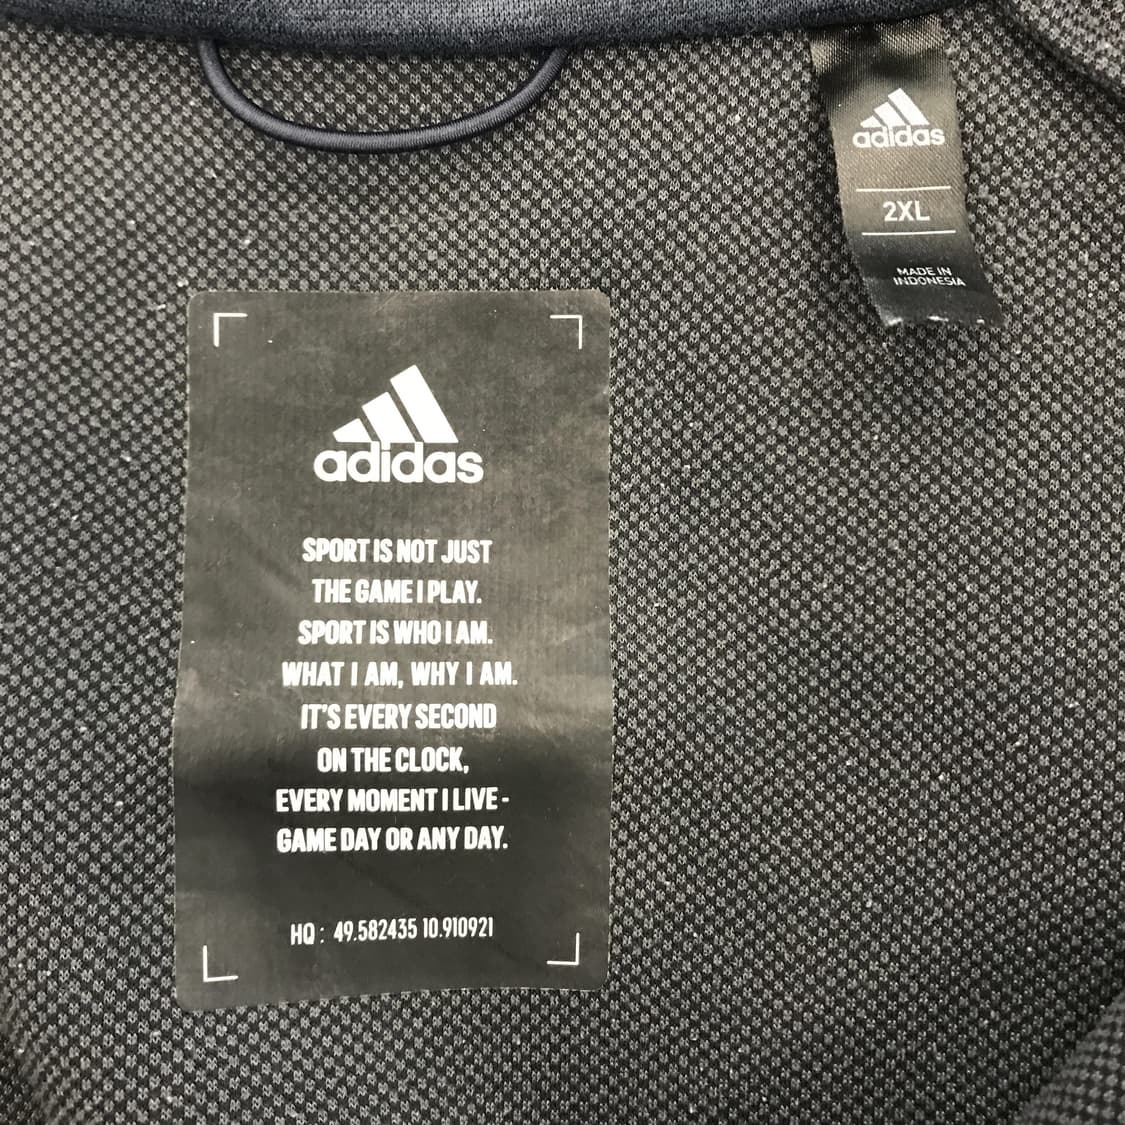 adidas
2XL
MADE IN
INDONESIA
adidas
SPORT IS NOT JUST
THE GAME I PLAY.
SPORT IS WHO I AM.
WHAT I AM, WHY I AM.
IT'S EVERY SECOND
ON THE CLOCK,
EVERY MOMENT I LIVE -
GAME DAY OR ANY DAY.
HQ : 49.582435 10.910921